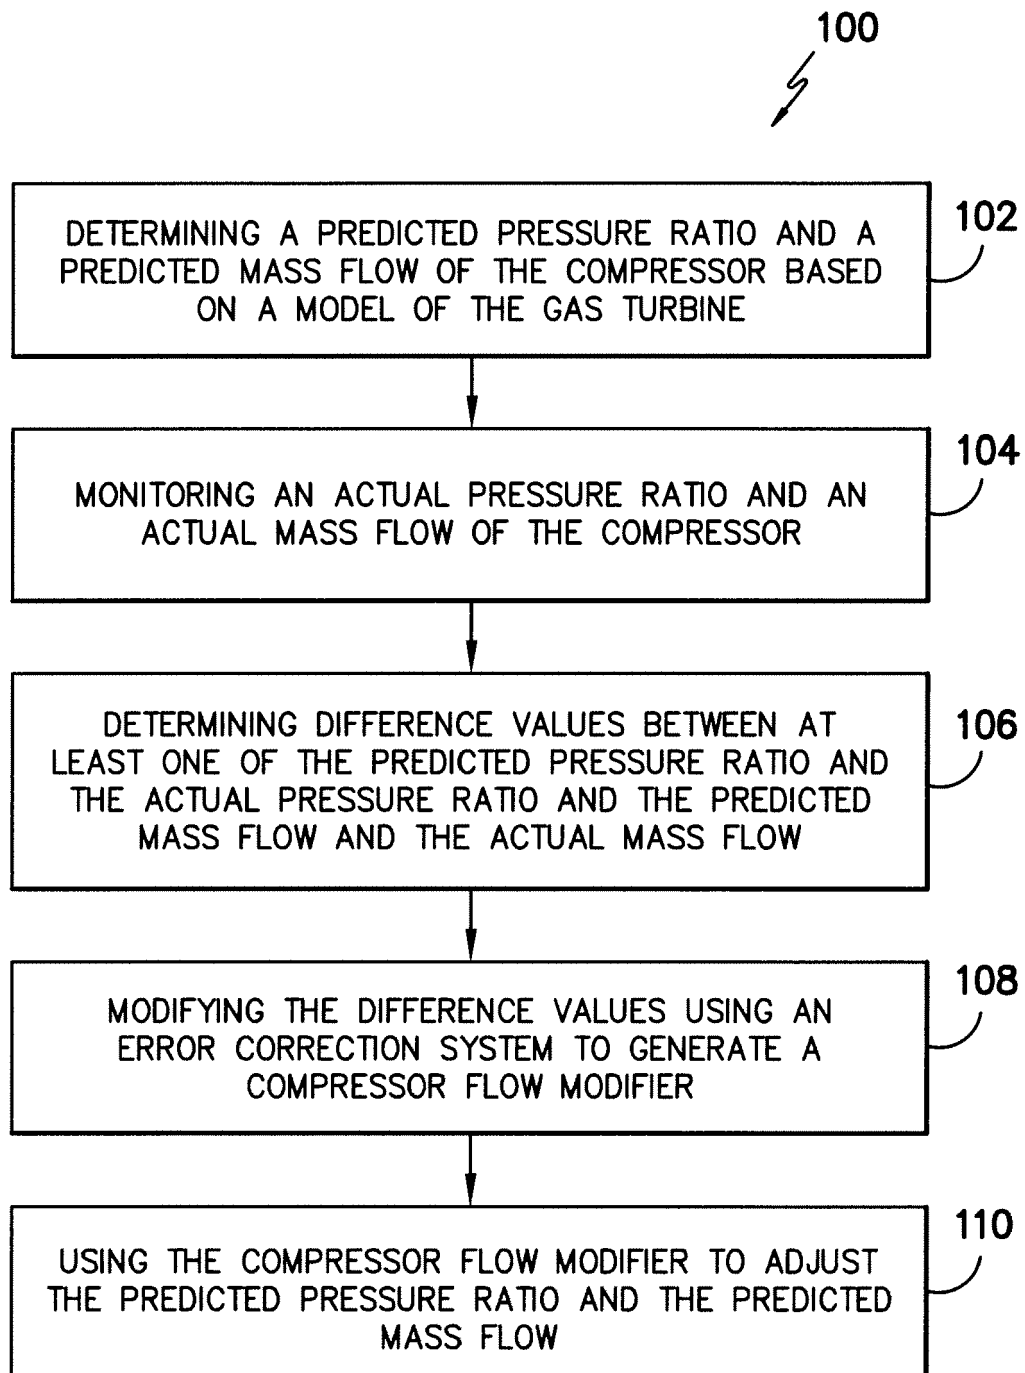 100
DETERMINING A PREDICTED PRESSURE RATIO AND A
PREDICTED MASS FLOW OF THE COMPRESSOR BASED
ON A MODEL OF THE GAS TURBINE
102
MONITORING AN ACTUAL PRESSURE RATIO AND AN
ACTUAL MASS FLOW OF THE COMPRESSOR
104
DETERMINING DIFFERENCE VALUES BETWEEN AT
LEAST ONE OF THE PREDICTED PRESSURE RATIO AND
THE ACTUAL PRESSURE RATIO AND THE PREDICTED
MASS FLOW AND THE ACTUAL MASS FLOW
106
MODIFYING THE DIFFERENCE VALUES USING AN
ERROR CORRECTION SYSTEM TO GENERATE A
COMPRESSOR FLOW MODIFIER
108
USING THE COMPRESSOR FLOW MODIFIER TO ADJUST
THE PREDICTED PRESSURE RATIO AND THE PREDICTED
MASS FLOW
110